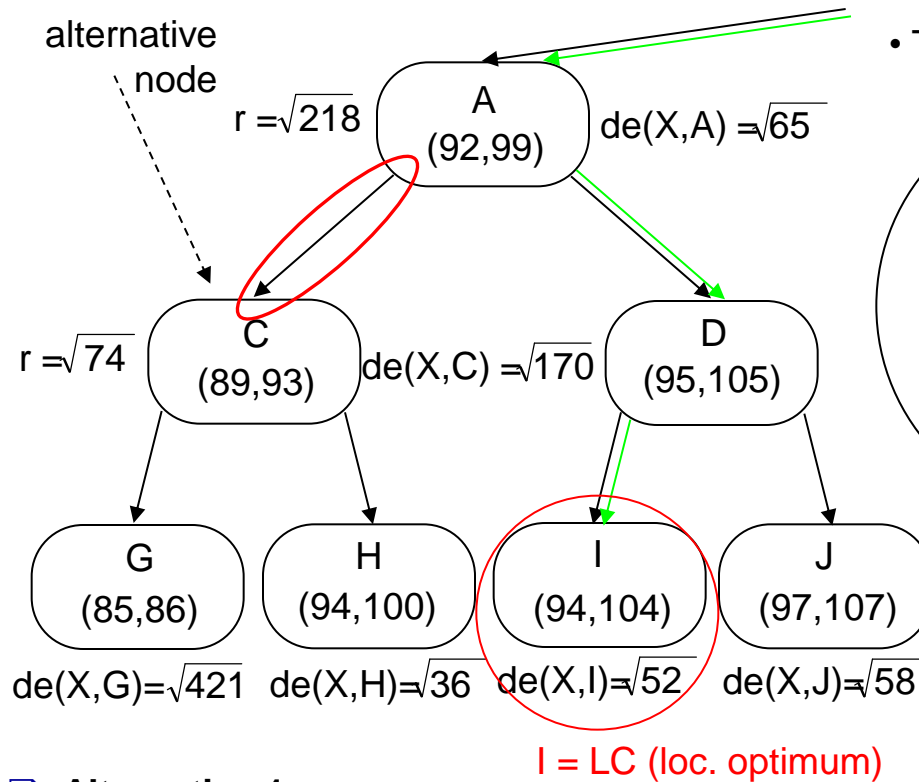 alternative
node
• T
A
r = √218
de(X,A) = √65
(92,99)
C
D
r = √74
de(X,C) = √170
(89,93)
(95,105)
G
H
I
J
(85,86)
(94,100)
(94,104)
(97,107)
de(X,G)= √421
de(X,H)= √36
de(X,I)= √52
de(X,J)= √58
I = LC (loc. optimum)